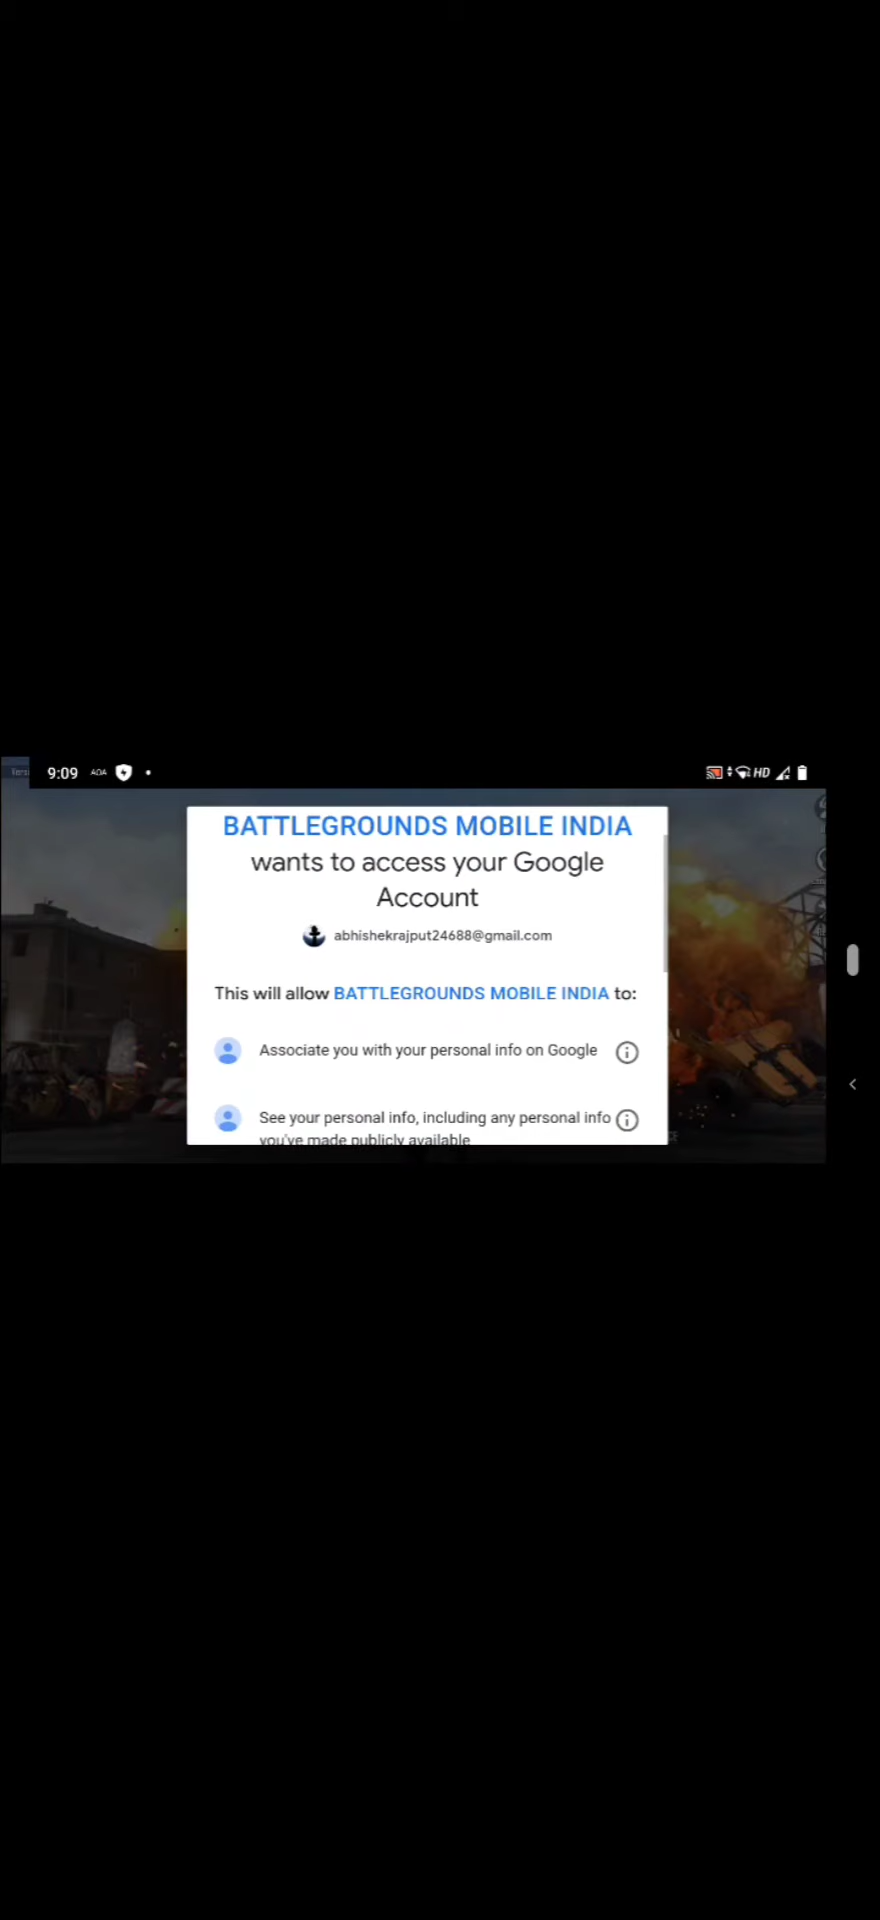 9:09 AOA HD
BATTLEGROUNDS MOBILE INDIA
wants to access your Google
Account
abhishekrajput24688@gmail.com
This will allow BATTLEGROUNDS MOBILE INDIA to:
Associate you with your personal info on Google
See your personal info, including any personal info
you've made publicly available